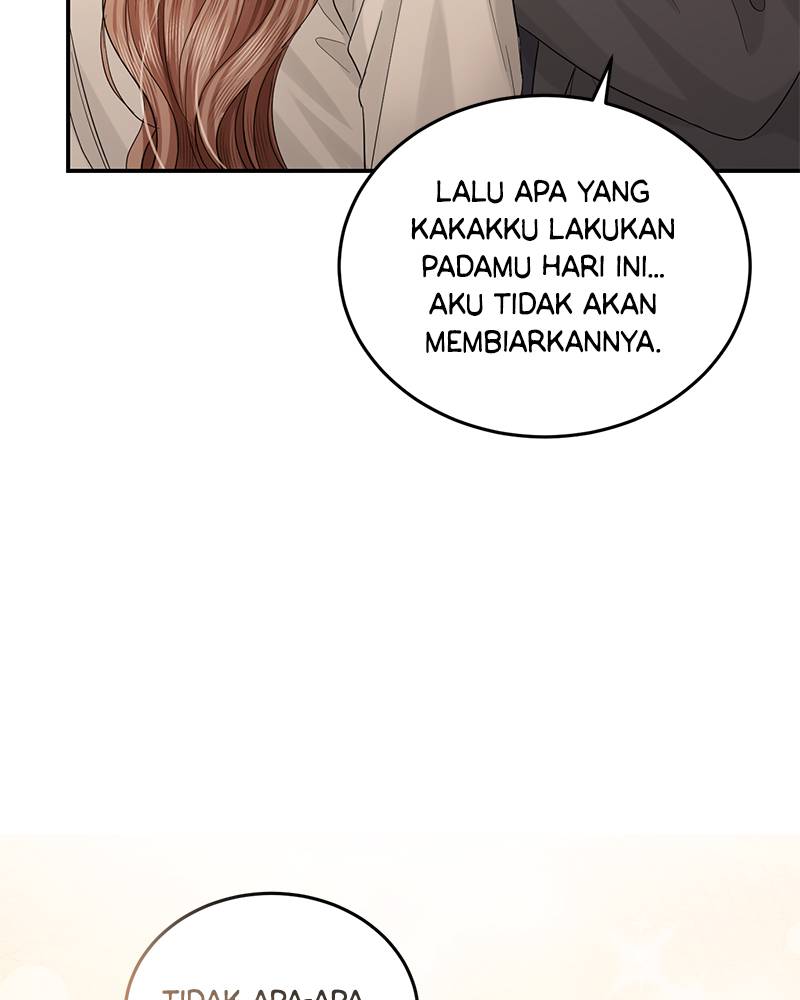 LALU APA YANG
KAKAKKU LAKUKAN
PADAMU HARI INI...
AKU TIDAK AKAN
MEMBIARKANNYA.
TIDAK APA-APA